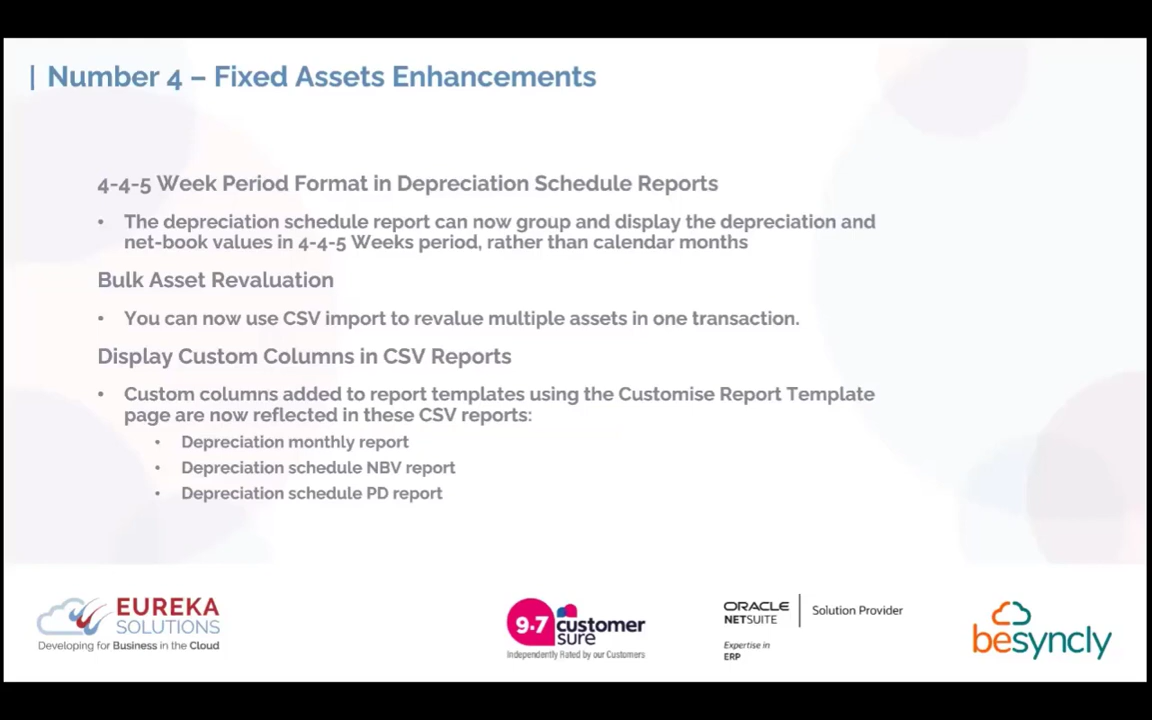 | Number 4 – Fixed Assets Enhancements
4-4-5 Week Period Format in Depreciation Schedule Reports
• The depreciation schedule report can now group and display the depreciation and
net-book values in 4-4-5 Weeks period, rather than calendar months
Bulk Asset Revaluation
• You can now use CSV import to revalue multiple assets in one transaction.
Display Custom Columns in CSV Reports
• Custom columns added to report templates using the Customise Report Template
page are now reflected in these CSV reports:
• Depreciation monthly report
• Depreciation schedule NBV report
• Depreciation schedule PD report
EUREKA
SOLUTIONS
Developing for Business in the Cloud
9.7 customer
sure
Independently Rated by our Customers
ORACLE
NETSUITE
Solution Provider
Expertise in
ERP
besyncly